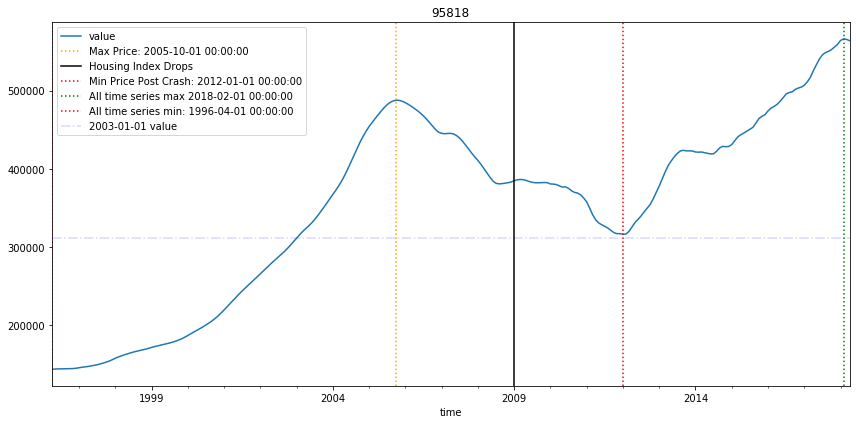 95818
value
Max Price: 2005-10-01 00:00:00
Housing Index Drops
Min Price Post Crash: 2012-01-01 00:00:00
All time series max 2018-02-01 00:00:00
All time series min: 1996-04-01 00:00:00
2003-01-01 value
500000
400000
300000
200000
1999 2004 2009 2014
time